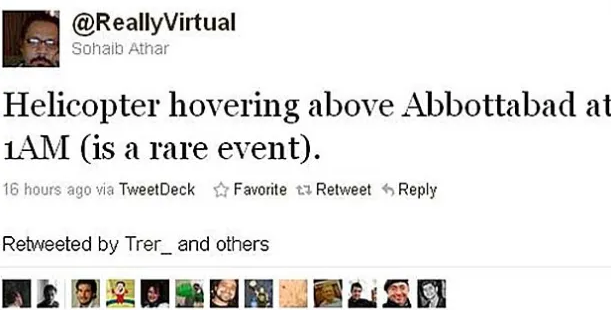 @ReallyVirtual
Sohaib Athar
Helicopter hovering above Abbottabad at
1AM (is a rare event).
16 hours ago via TweetDeck Favorite Retweet Reply
Retweeted by Trer_ and others